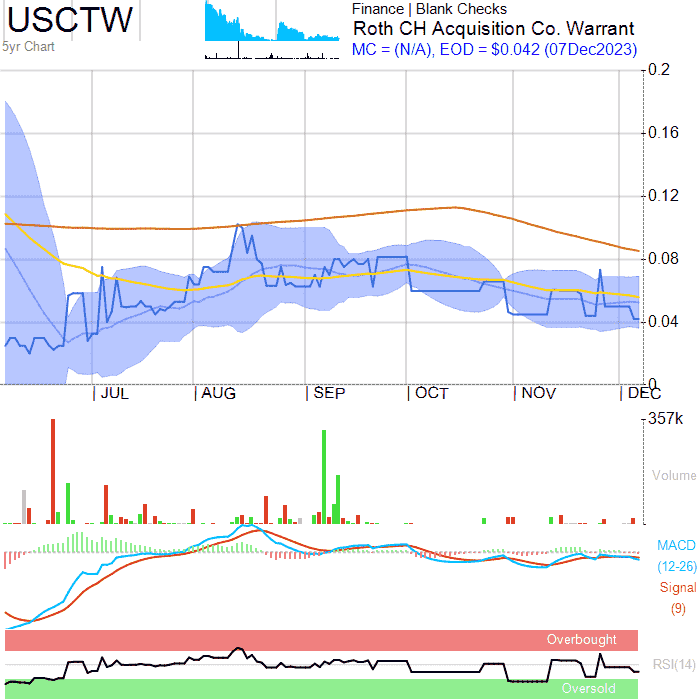 USCTW
5yr Chart
Finance | Blank Checks
Roth CH Acquisition Co. Warrant
MC = (N/A), EOD = $0.042 (07Dec2023)
0.2
0.16
0.12
0.08
0.04
0
JUL AUG SEP OCT NOV DEC
357k
Volume
MACD
(12-26)
Signal
(9)
Overbought
RSI(14)
Oversold